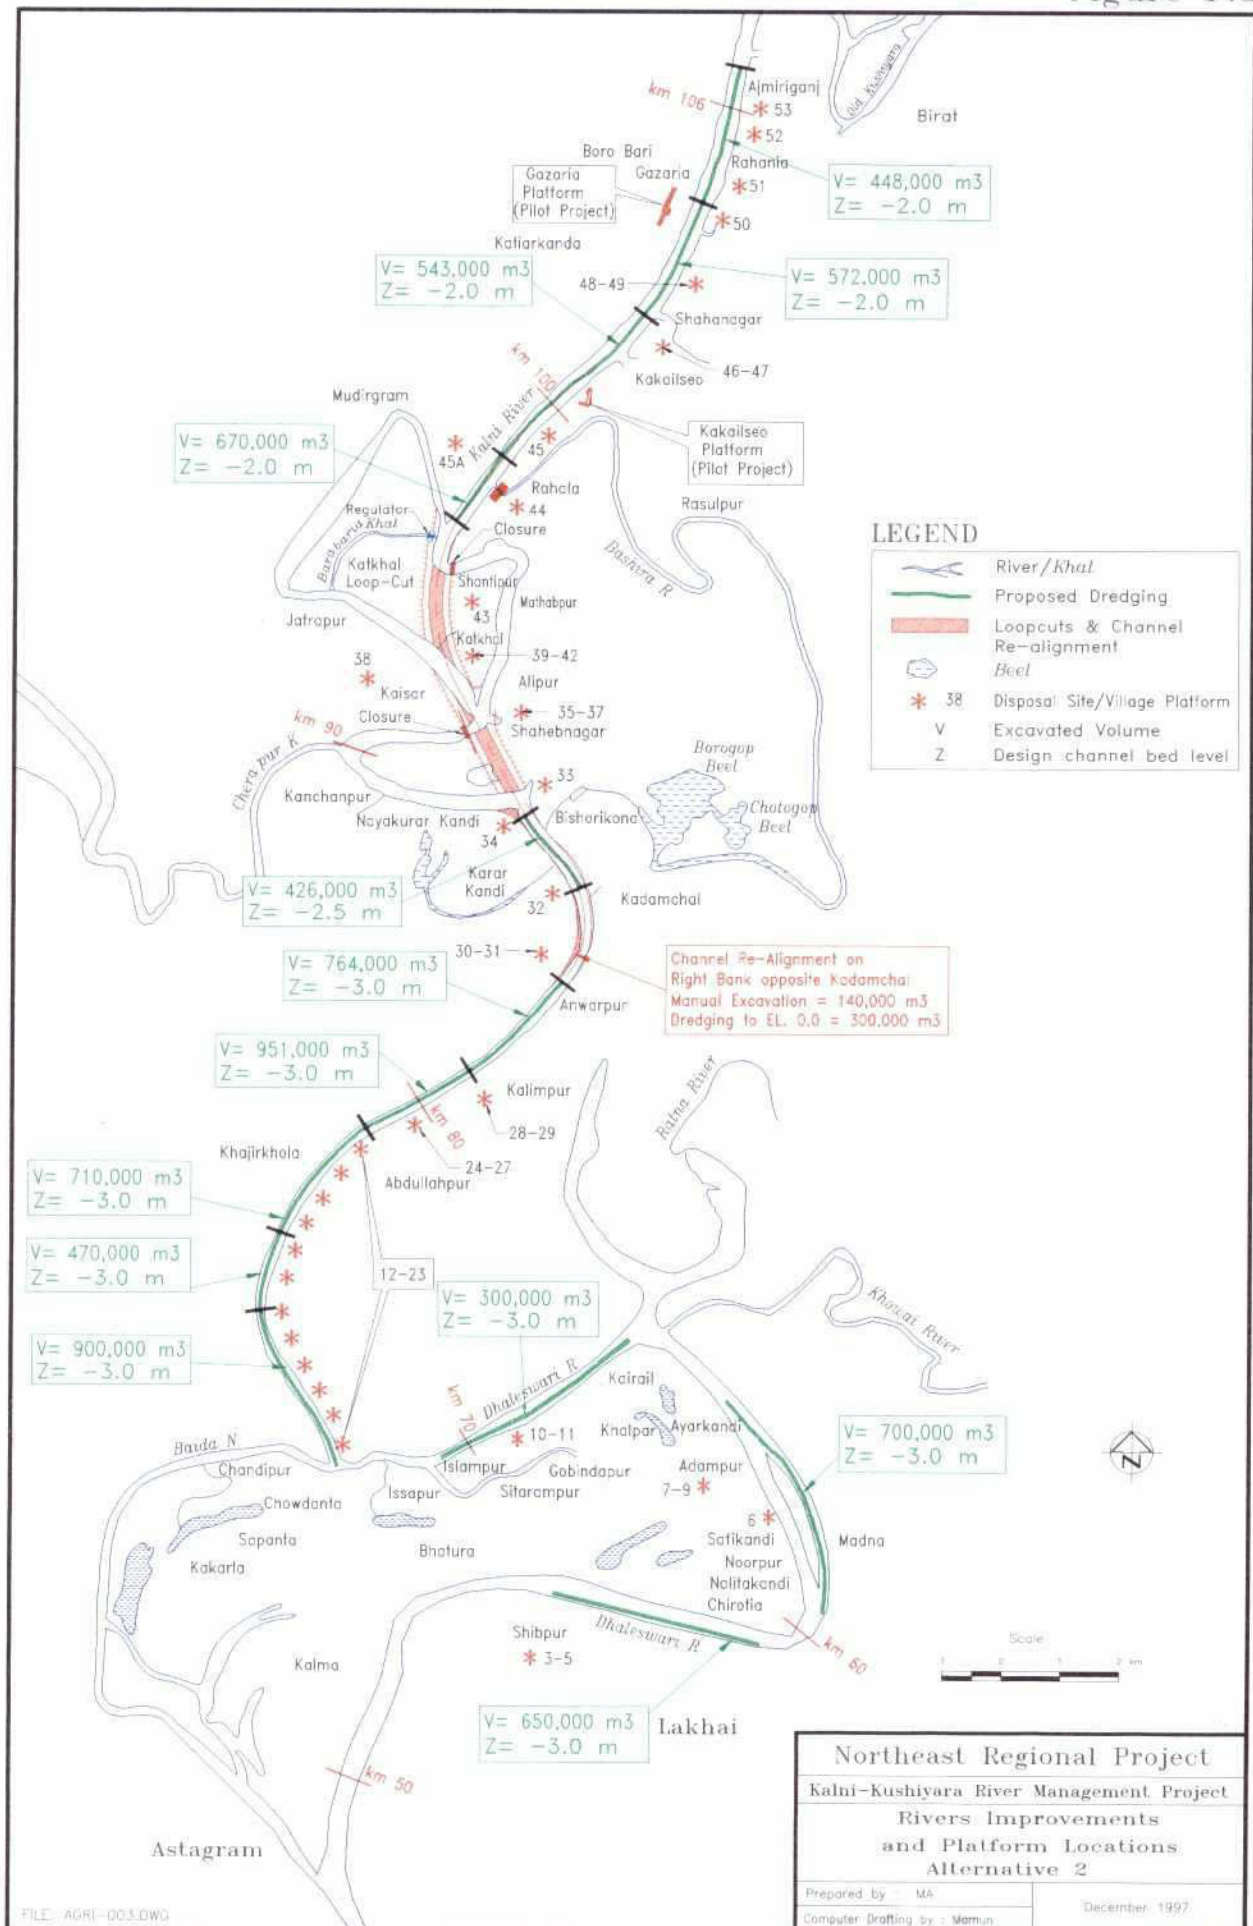 Ajmiriganj
km 106
53
52
Old Kushiyara
Birat
Boro Bari
Gazaria
Rahania
51
50
Gazaria
Platform
(Pilot Project)
V= 448,000 m3
Z= -2.0 m
Katiarkanda
V= 543,000 m3
Z= -2.0 m
48-49
V= 572,000 m3
Z= -2.0 m
Shahanagar
46-47
Kakailseo
km 100
Kalni River
Mudirgram
V= 670,000 m3
Z= -2.0 m
45A
45
Kakailseo
Platform
(Pilot Project)
Rahala
44
Rasulpur
Regulator
Closure
Barabaria Khal
Katkhal
Loop-Cut
Shantipur
Mathabpur
43
Bashira R
Jafropur
Katkhal
39-42
38
Kaisar
Alipur
35-37
Closure
Shahebnagar
km 90
Cherapur K
Kanchanpur
33
Borogop
Beel
Chotogop
Beel
Nayakurar Kandi
34
Bishorikona
Karar
Kandi
V= 426,000 m3
Z= -2.5 m
32
Kadamchal
30-31
V= 764,000 m3
Z= -3.0 m
Anwarpur
Channel Re-Alignment on
Right Bank opposite Kadamchal
Manual Excavation = 140,000 m3
Dredging to EL. 0.0 = 300,000 m3
V= 951,000 m3
Z= -3.0 m
Kalimpur
km 80
28-29
24-27
Ratna River
Khajirkhola
Abdullahpur
V= 710,000 m3
Z= -3.0 m
V= 470,000 m3
Z= -3.0 m
12-23
V= 300,000 m3
Z= -3.0 m
Khowai River
V= 900,000 m3
Z= -3.0 m
Dhaleswari R
km 70
Kairail
Khalpar
Ayarkandi
V= 700,000 m3
Z= -3.0 m
10-11
Baida N
Chandipur
Islampur
Gobindapur
Adampur
7-9
Issapur
Sitarampur
Chowdanta
6
Sapanta
Bhatura
Satikandi
Madna
Kakaria
Noorpur
Nalitakandi
Chirotia
Dhaleswari R
km 60
Shibpur
3-5
Kalma
V= 650,000 m3
Z= -3.0 m
Lakhai
km 50
Astagram
LEGEND
River/Khal
Proposed Dredging
Loopcuts & Channel
Re-alignment
Beel
38 Disposal Site/Village Platform
V Excavated Volume
Z Design channel bed level
N
Scale
1 0 1 2 km
Northeast Regional Project
Kalni-Kushiyara River Management Project
Rivers Improvements
and Platform Locations
Alternative 2
Prepared by : MA
Computer Drafting by : Mamun
December 1997
FILE: AGRI-003.DWG